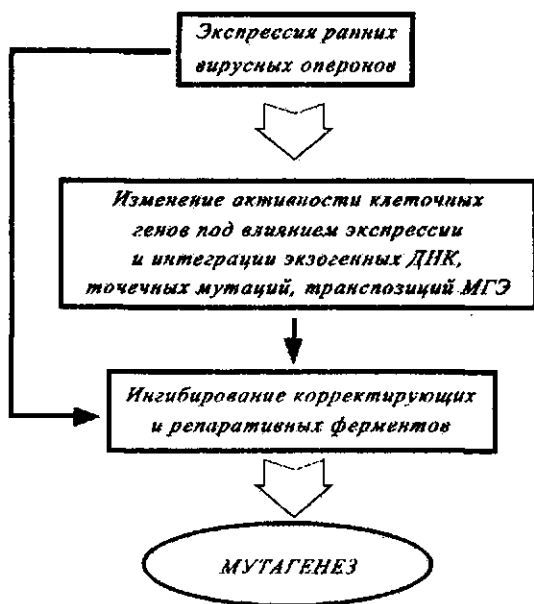 Экспрессия ранних
вирусных оперонов
Изменение активности клеточных
генов под влиянием экспрессии
и интеграции экзогенных ДНК,
точечных мутаций, транспозиций МГЭ
Ингибирование корректирующих
и репаративных ферментов
МУТАГЕНЕЗ